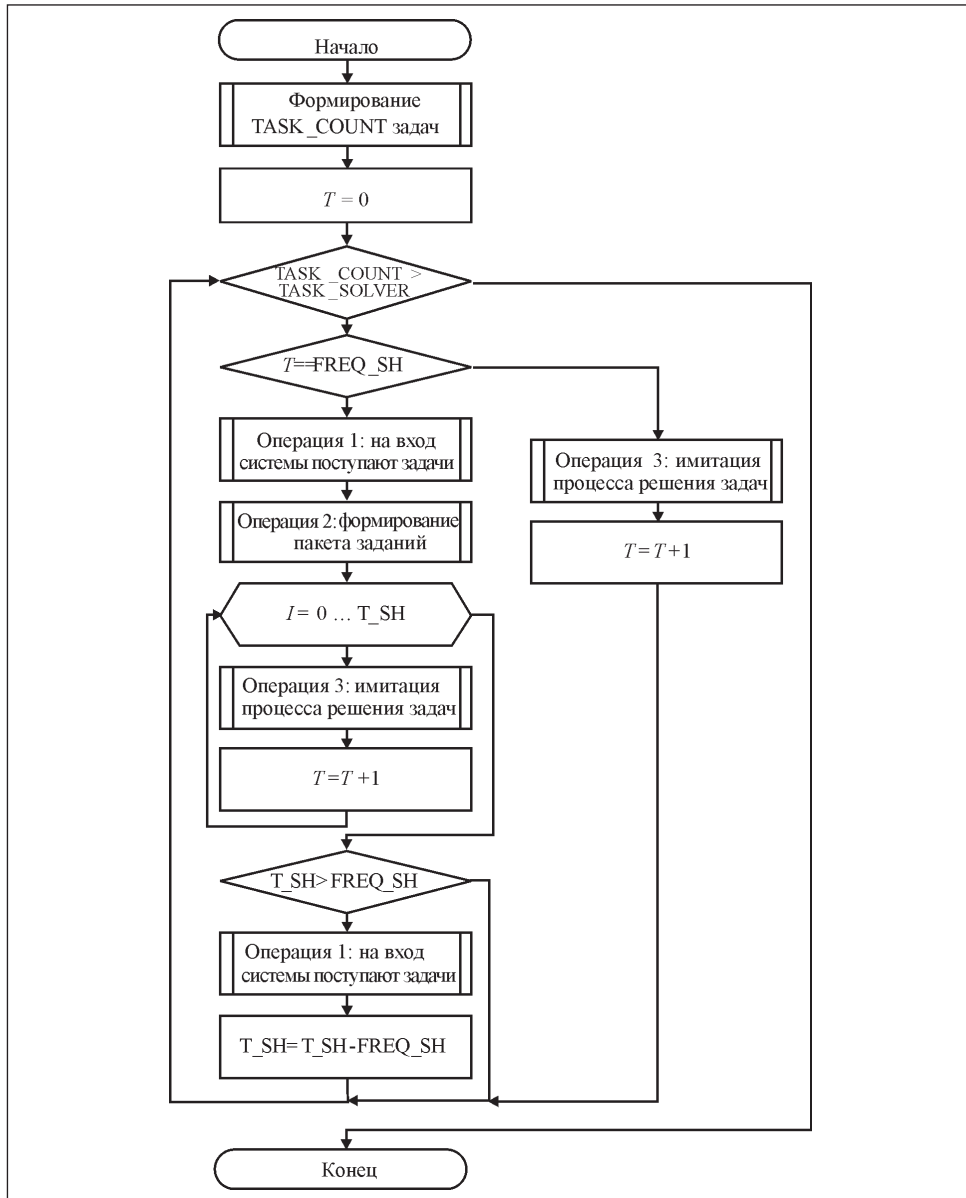 Начало
Формирование
TASK_COUNT задач
T = 0
TASK_COUNT >
TASK_SOLVER
T==FREQ_SH
Операция 1: на вход
системы поступают задачи
Операция 2: формирование
пакета заданий
I = 0 ... T_SH
Операция 3: имитация
процесса решения задач
T=T+1
T_SH>FREQ_SH
Операция 1: на вход
системы поступают задачи
T_SH= T_SH-FREQ_SH
Операция 3: имитация
процесса решения задач
T=T+1
Конец